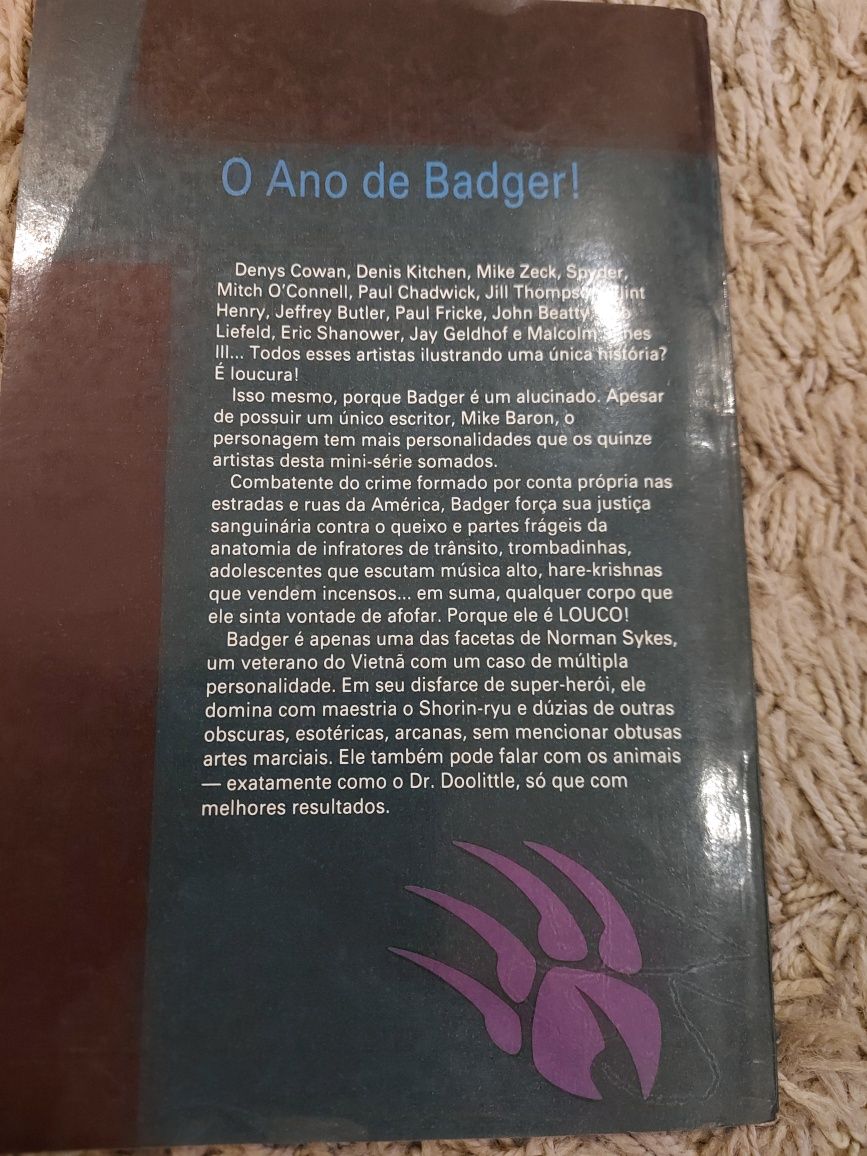 O Ano de Badger!
Denys Cowan, Denis Kitchen, Mike Zeck, Spyder,
Mitch O'Connell, Paul Chadwick, Jill
Henry, Jeffrey Butler, Paul Fricke, John Beatty,
Liefeld, Eric Shanower, Jay Geldhof e Malcolm
III... Todos esses artistas ilustrando uma única história?
É loucura!
Isso mesmo, porque Badger é um alucinado. Apesar
de possuir um único escritor, Mike Baron, o
personagem tem mais personalidades que os quinze
artistas desta mini-série somados.
Combatente do crime formado por conta própria nas
estradas e ruas da América, Badger força sua justiça
sanguinária contra o queixo e partes frágeis da
anatomia de infratores de trânsito, trombadinhas,
adolescentes que escutam música alto, hare-krishnas
que vendem incensos... em suma, qualquer corpo que
ele sinta vontade de afofar. Porque ele é LOUCO!
Badger é apenas uma das facetas de Norman Sykes,
um veterano do Vietnã com um caso de múltipla
personalidade. Em seu disfarce de super-herói, ele
domina com maestria o Shorin-ryu e dúzias de outras
obscuras, esotéricas, arcanas, sem mencionar obtusas
artes marciais. Ele também pode falar com os animais
— exatamente como o Dr. Doolittle, só que com
melhores resultados.